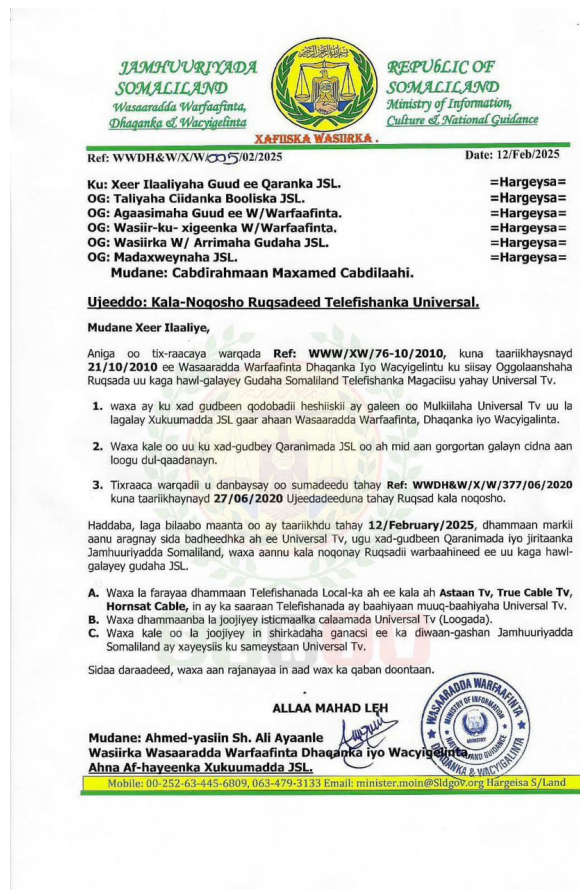 JAMHUURIYADA
SOMALILAND
Wasaaradda Warfaafinta,
Dhaqanka & Wacyigelinta
REPUBLIC OF
SOMALILAND
Ministry of Information,
Culture & National Guidance
XAFIISKA WASIIRKA .
Ref: WWDH&W/X/W/005/02/2025 Date: 12/Feb/2025
Ku: Xeer Ilaaliyaha Guud ee Qaranka JSL. =Hargeysa=
OG: Taliyaha Ciidanka Booliska JSL. =Hargeysa=
OG: Agaasimaha Guud ee W/Warfaafinta. =Hargeysa=
OG: Wasiir-ku- xigeenka W/Warfaafinta. =Hargeysa=
OG: Wasiirka W/ Arrimaha Gudaha JSL. =Hargeysa=
OG: Madaxweynaha JSL. =Hargeysa=
Mudane: Cabdirahmaan Maxamed Cabdilaahi.
Ujeeddo: Kala-Noqosho Ruqsadeed Telefishanka Universal.
Mudane Xeer Ilaaliye,
Aniga oo tix-raacaya warqada Ref: WWW/XW/76-10/2010, kuna taariikhaysnayd
21/10/2010 ee Wasaaradda Warfaafinta Dhaqanka Iyo Wacyigelintu ku siisay Oggolaanshaha
Ruqsada uu kaga hawl-galayey Gudaha Somaliland Telefishanka Magaciisu yahay Universal Tv.
1. waxa ay ku xad gudbeen qodobadii heshiiskii ay galeen oo Mulkiilaha Universal Tv uu la
lagalay Xukuumadda JSL gaar ahaan Wasaaradda Warfaafinta, Dhaqanka iyo Wacyigalinta.
2. Waxa kale oo uu ku xad-gudbey Qaranimada JSL oo ah mid aan gorgortan galayn cidna aan
loogu dul-qaadanayn.
3. Tixraaca warqadii u danbaysay oo sumadeedu tahay Ref: WWDH&W/X/W/377/06/2020
kuna taariikhaynayd 27/06/2020 Ujeedadeeduna tahay Ruqsad kala noqosho.
Haddaba, laga bilaabo maanta oo ay taariikhdu tahay 12/February/2025, dhammaan markii
aanu aragnay sida badheedhka ah ee Universal Tv, ugu xad-gudbeen Qaranimada iyo jiritaanka
Jamhuuriyadda Somaliland, waxa aannu kala noqonay Ruqsadii warbaahineed ee uu kaga hawl-
galayey gudaha JSL.
A. Waxa la farayaa dhammaan Telefishanada Local-ka ah ee kala ah Astaan Tv, True Cable Tv,
Hornsat Cable, in ay ka saaraan Telefishanada ay baahiyaan muuq-baahiyaha Universal Tv.
B. Waxa dhammaanba la joojiyey isticmaalka calaamada Universal Tv (Loogada).
C. Waxa kale oo la joojiyey in shirkadaha ganacsi ee ka diwaan-gashan Jamhuuriyadda
Somaliland ay xayeysiis ku sameystaan Universal Tv.
Sidaa daraadeed, waxa aan rajanayaa in aad wax ka qaban doontaan.
ALLAA MAHAD LEH
Mudane: Ahmed-yasiin Sh. Ali Ayaanle
Wasiirka Wasaaradda Warfaafinta Dhaqanka iyo Wacyigelinta,
Ahna Af-hayeenka Xukuumadda JSL.
WASAARADDA WARFAAFINTA
DHAQANKA & WACYIGALINTA
Mobile: 00-252-63-445-6809, 063-479-3133 Email: minister.moin@Sldgov.org Hargeisa S/Land